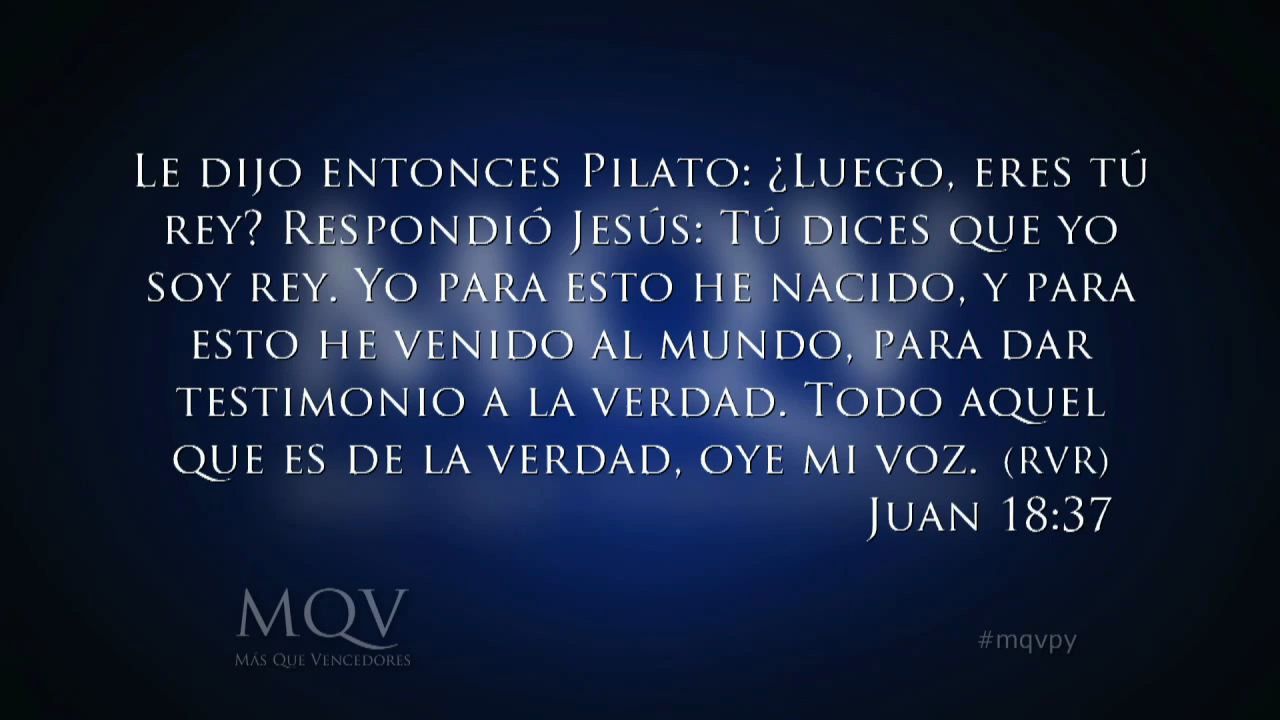 Le dijo entonces Pilato: ¿Luego, eres tú
rey? Respondió Jesús: Tú dices que yo
soy rey. Yo para esto he nacido, y para
esto he venido al mundo, para dar
testimonio a la verdad. Todo aquel
que es de la verdad, oye mi voz. (RVR)
Juan 18:37
MQV
Más Que Vencedores
#mqvpy